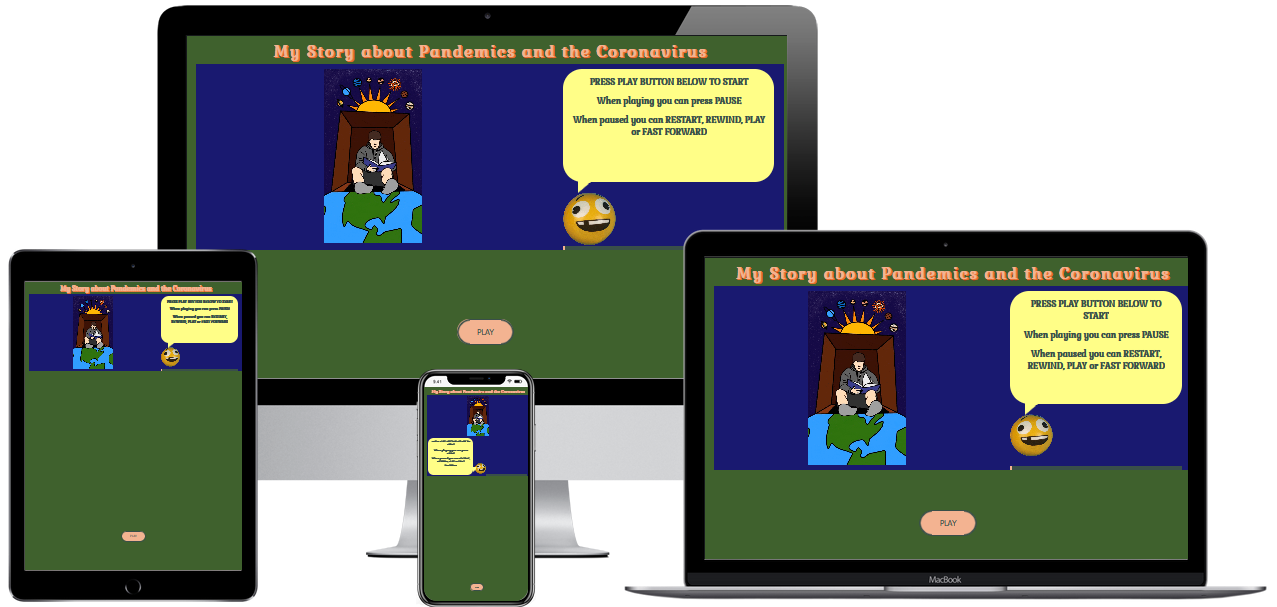 My Story about Pandemics and the Coronavirus
PRESS PLAY BUTTON BELOW TO START
When playing you can press PAUSE
When paused you can RESTART, REWIND, PLAY
or FAST FORWARD
PLAY
My Story about Pandemics and the Coronavirus
PRESS PLAY BUTTON BELOW TO START
When playing you can press PAUSE
When paused you can RESTART,
REWIND, PLAY or FAST FORWARD
PLAY
9:41
My Story about Pandemics and the Coronavirus
My Story about Pandemics and the Coronavirus
PRESS PLAY BUTTON BELOW TO
START
When playing you can press PAUSE
When paused you can RESTART,
REWIND, PLAY or FAST FORWARD
PLAY
MacBook